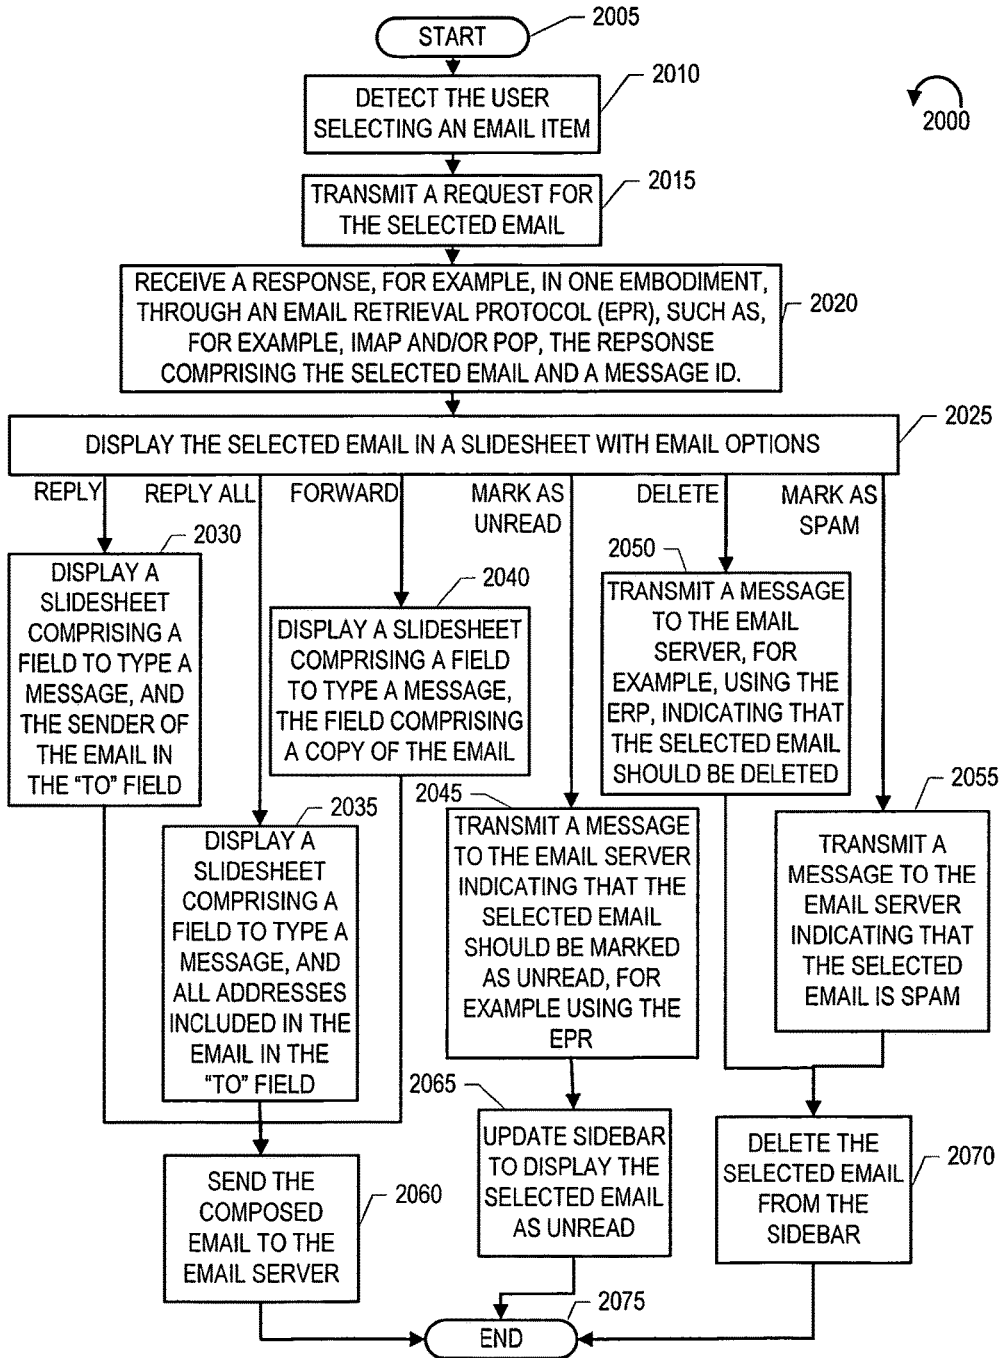 START
2005
2010
DETECT THE USER
SELECTING AN EMAIL ITEM
2000
2015
TRANSMIT A REQUEST FOR
THE SELECTED EMAIL
RECEIVE A RESPONSE, FOR EXAMPLE, IN ONE EMBODIMENT,
THROUGH AN EMAIL RETRIEVAL PROTOCOL (EPR), SUCH AS,
FOR EXAMPLE, IMAP AND/OR POP, THE REPSONSE
COMPRISING THE SELECTED EMAIL AND A MESSAGE ID.
2020
2025
DISPLAY THE SELECTED EMAIL IN A SLIDESHEET WITH EMAIL OPTIONS
REPLY
REPLY ALL
FORWARD
MARK AS
UNREAD
DELETE
MARK AS
SPAM
2030
DISPLAY A
SLIDESHEET
COMPRISING A
FIELD TO TYPE A
MESSAGE, AND
THE SENDER OF
THE EMAIL IN
THE “TO” FIELD
2040
DISPLAY A SLIDESHEET
COMPRISING A FIELD
TO TYPE A MESSAGE,
THE FIELD COMPRISING
A COPY OF THE EMAIL
2050
TRANSMIT A MESSAGE
TO THE EMAIL
SERVER, FOR
EXAMPLE, USING THE
ERP, INDICATING THAT
THE SELECTED EMAIL
SHOULD BE DELETED
2035
DISPLAY A
SLIDESHEET
COMPRISING A
FIELD TO TYPE A
MESSAGE, AND
ALL ADDRESSES
INCLUDED IN THE
EMAIL IN THE
“TO” FIELD
2045
TRANSMIT A MESSAGE
TO THE EMAIL SERVER
INDICATING THAT THE
SELECTED EMAIL
SHOULD BE MARKED
AS UNREAD, FOR
EXAMPLE USING THE
EPR
2055
TRANSMIT A
MESSAGE TO THE
EMAIL SERVER
INDICATING THAT
THE SELECTED
EMAIL IS SPAM
SEND THE
COMPOSED
EMAIL TO THE
EMAIL SERVER
2060
2065
UPDATE SIDEBAR
TO DISPLAY THE
SELECTED EMAIL
AS UNREAD
DELETE THE
SELECTED EMAIL
FROM THE
SIDEBAR
2070
2075
END